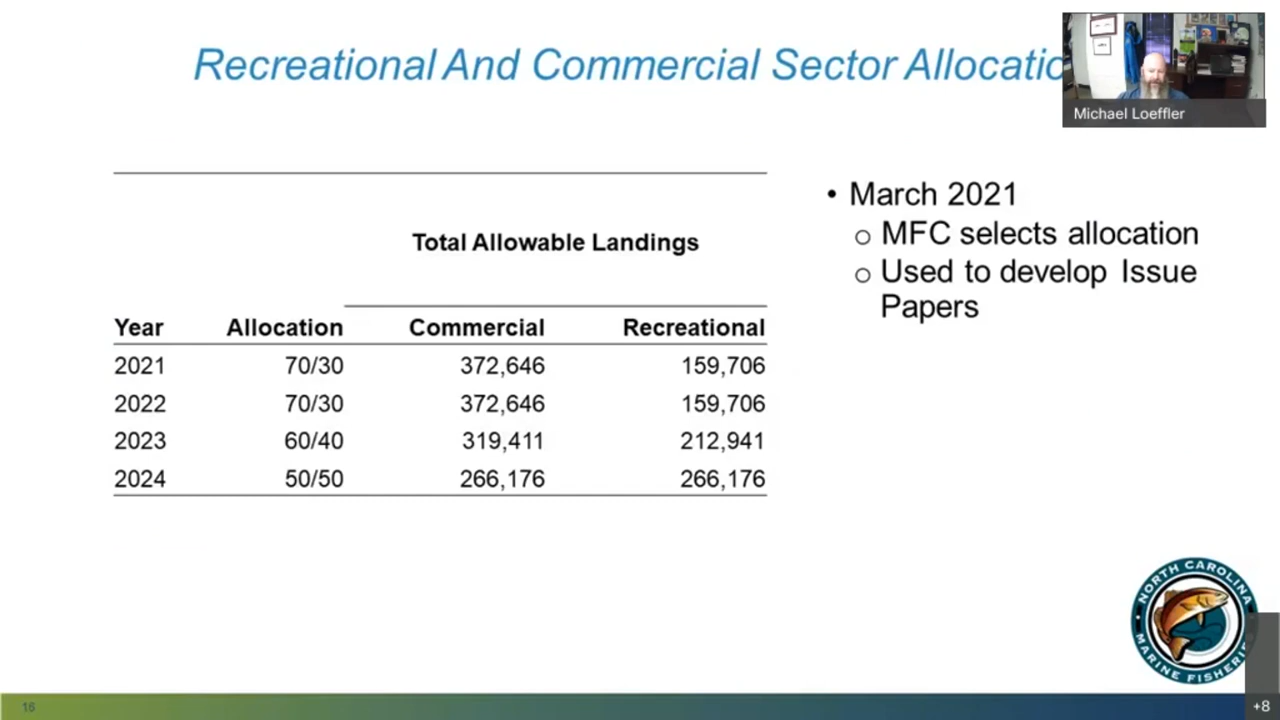 Recreational And Commercial Sector Allocatio
Michael Loeffler
Total Allowable Landings
Year Allocation Commercial Recreational
2021 70/30 372,646 159,706
2022 70/30 372,646 159,706
2023 60/40 319,411 212,941
2024 50/50 266,176 266,176
• March 2021
o MFC selects allocation
o Used to develop Issue
Papers
NORTH CAROLINA
MARINE FISHERIE
16
+8